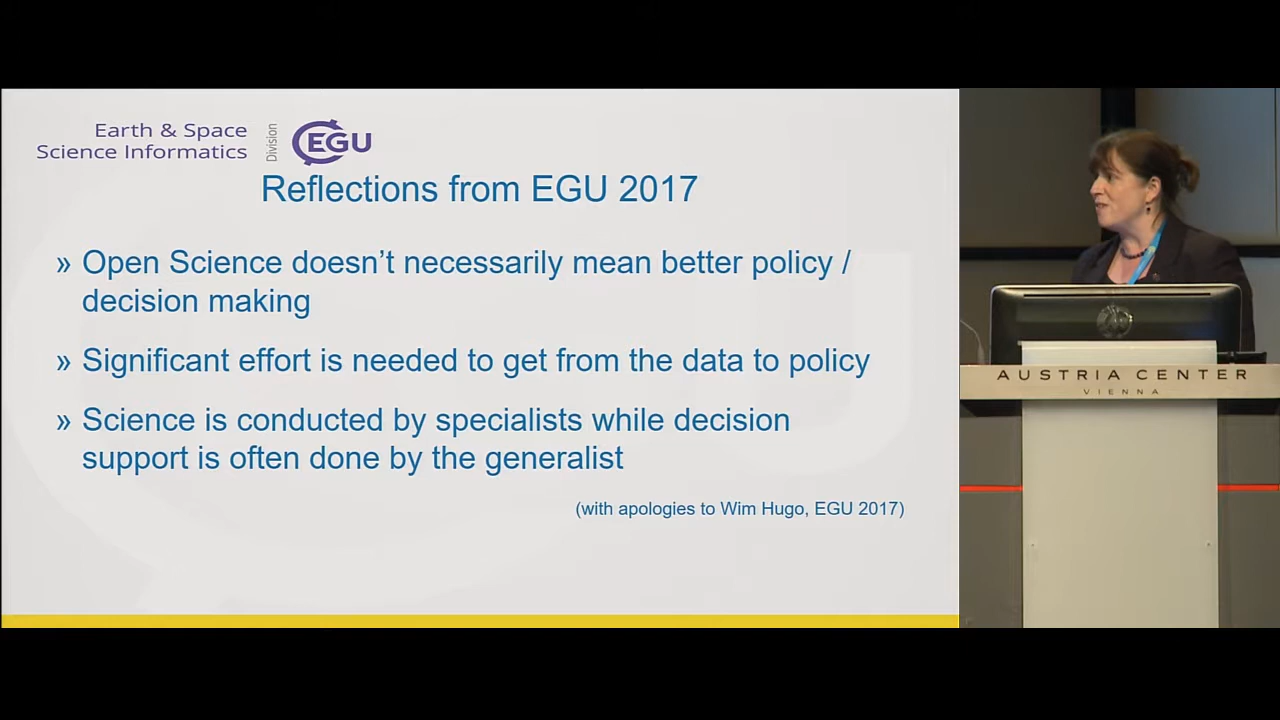 Earth & Space
Science Informatics
Division
EGU
Reflections from EGU 2017
» Open Science doesn’t necessarily mean better policy /
decision making
» Significant effort is needed to get from the data to policy
» Science is conducted by specialists while decision
support is often done by the generalist
(with apologies to Wim Hugo, EGU 2017)
AUSTRIA CENTER
VIENNA